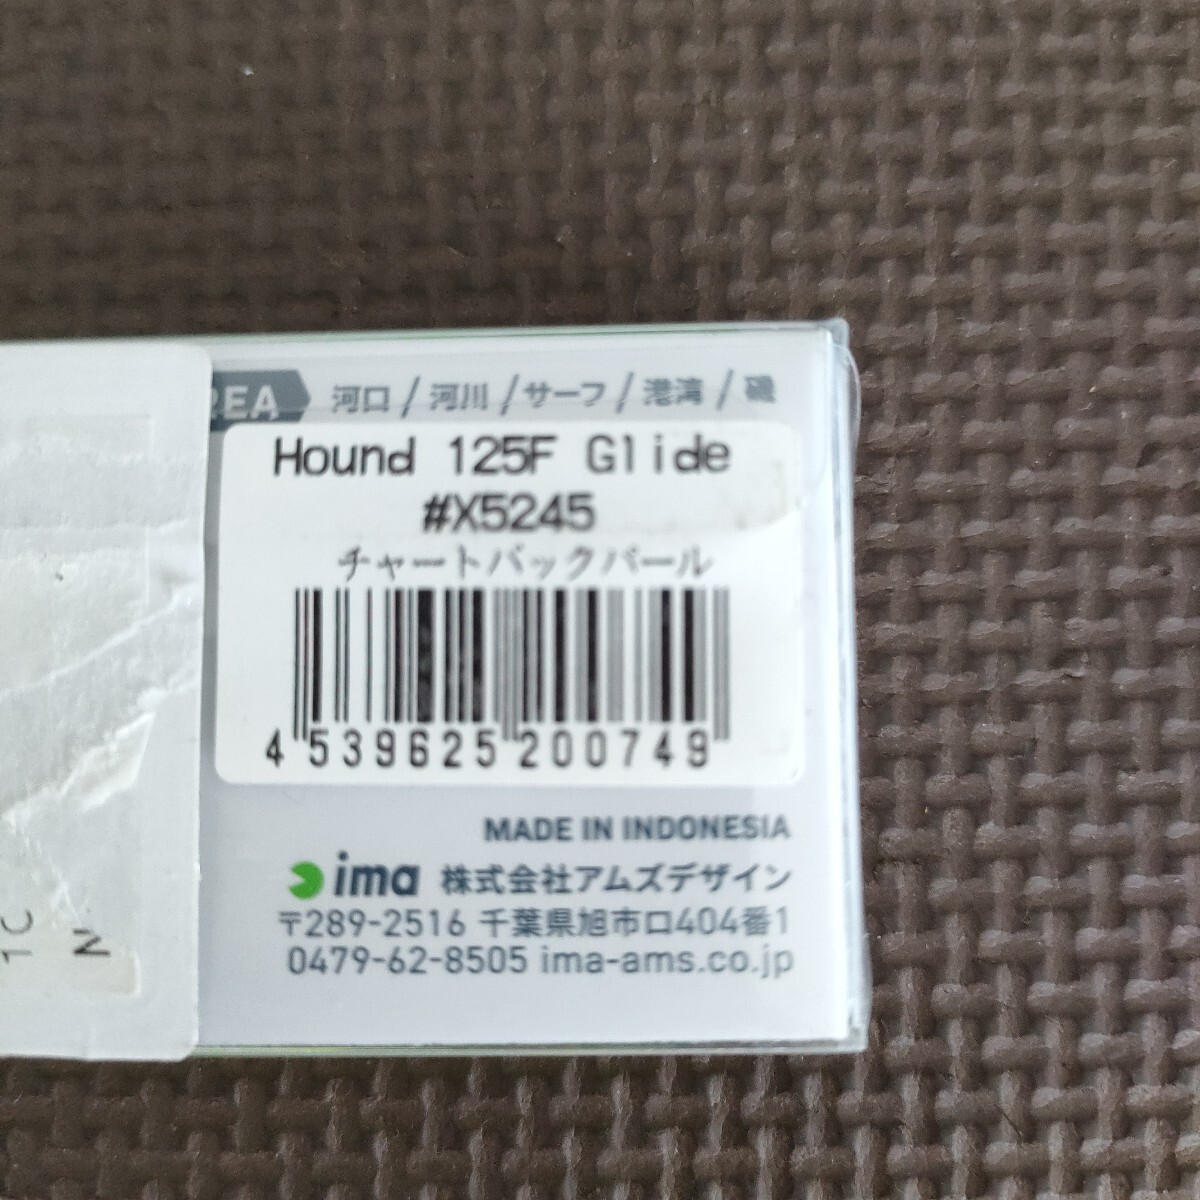 REA 河口 / 河川 / サーフ / 港湾 / 磯
Hound 125F Glide
#X5245
チャートバックパール
4 539625 200749
MADE IN INDONESIA
ima 株式会社アムズデザイン
〒289-2516 千葉県旭市ロ404番1
0479-62-8505 ima-ams.co.jp
1C
N